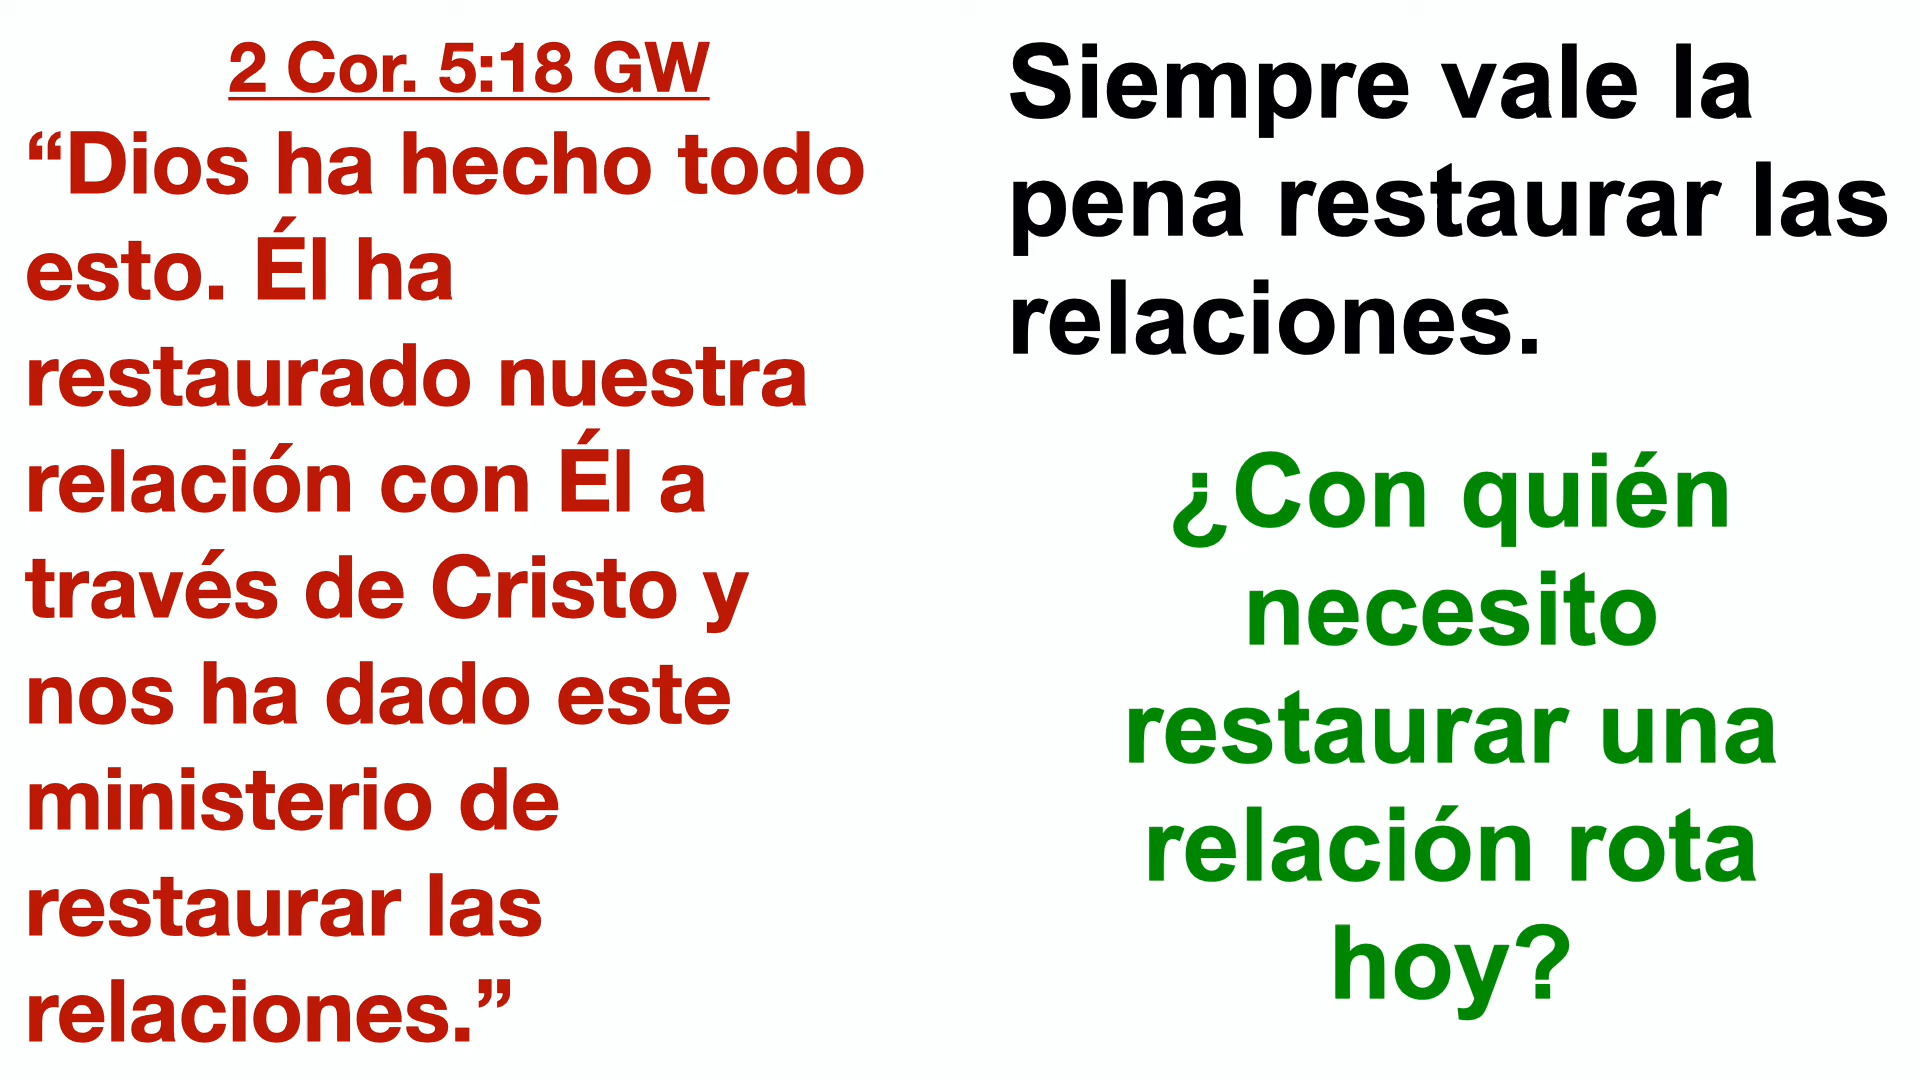 2 Cor. 5:18 GW
“Dios ha hecho todo
esto. Él ha
restaurado nuestra
relación con Él a
través de Cristo y
nos ha dado este
ministerio de
restaurar las
relaciones.”
Siempre vale la
pena restaurar las
relaciones.
¿Con quién
necesito
restaurar una
relación rota
hoy?